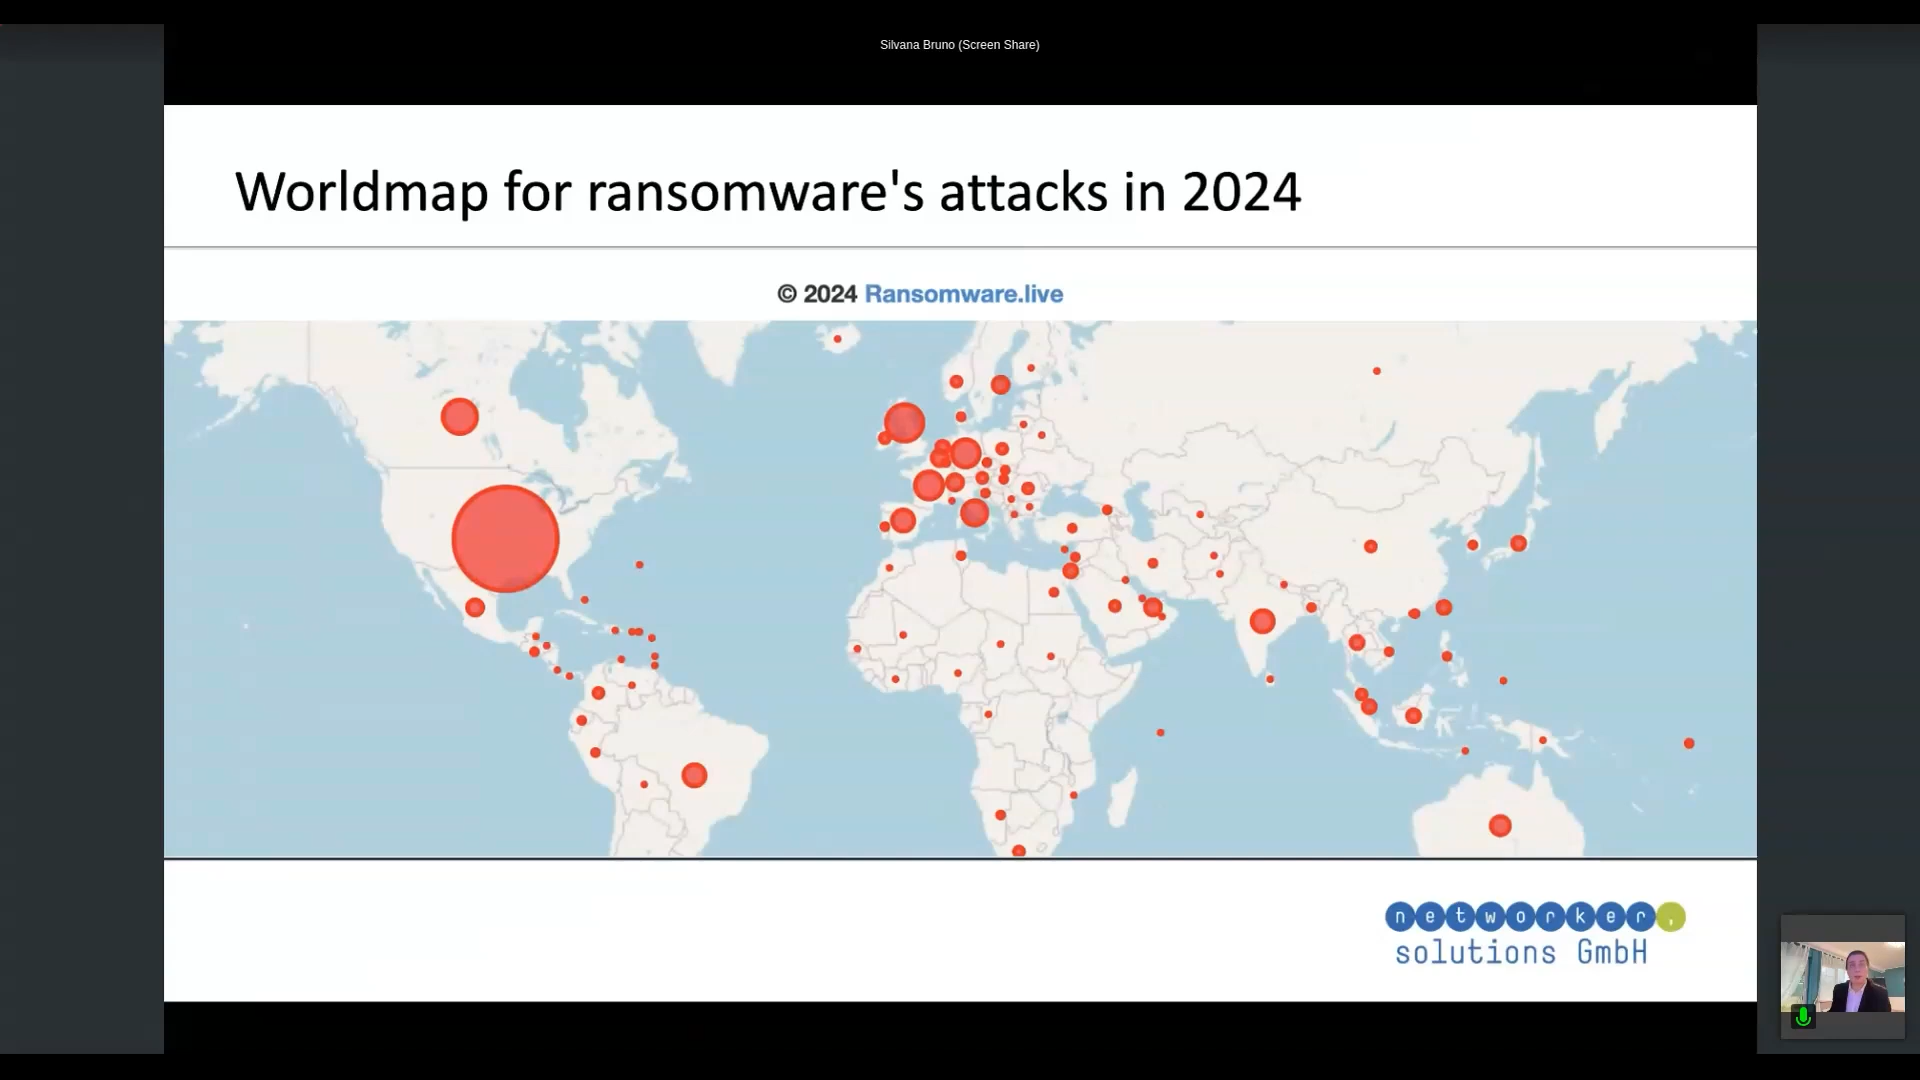 Silvana Bruno (Screen Share)
Worldmap for ransomware's attacks in 2024
© 2024 Ransomware.live
networker,
solutions GmbH